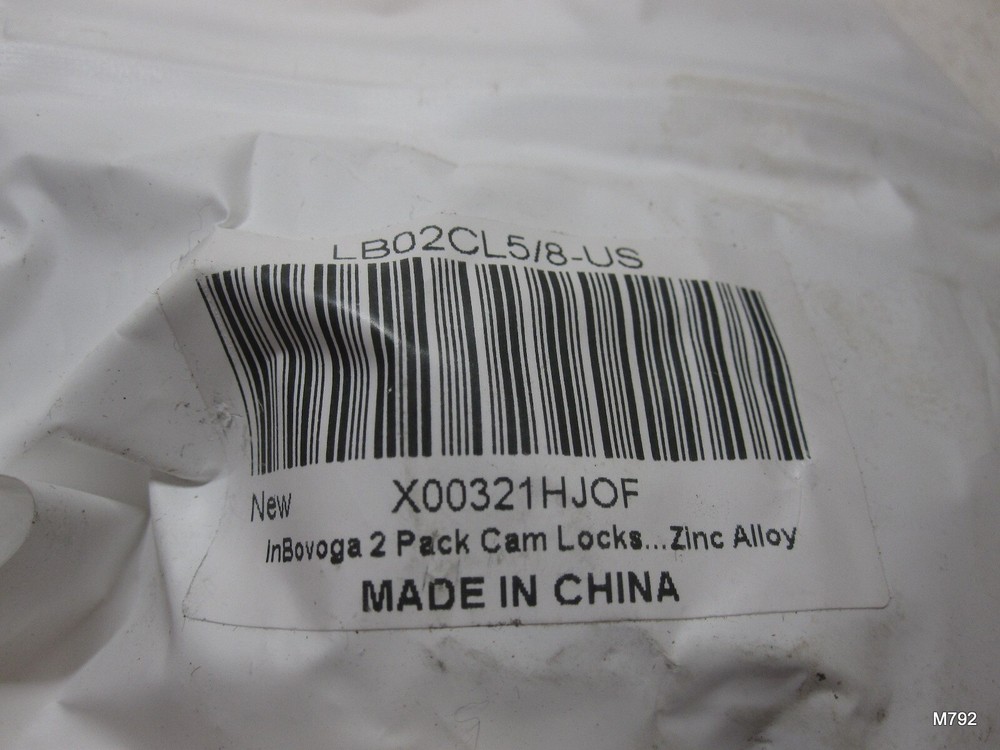 LB02CL5/8-US
New
X00321HJOF
InBovoga 2 Pack Cam Locks...Zinc Alloy
MADE IN CHINA
M792